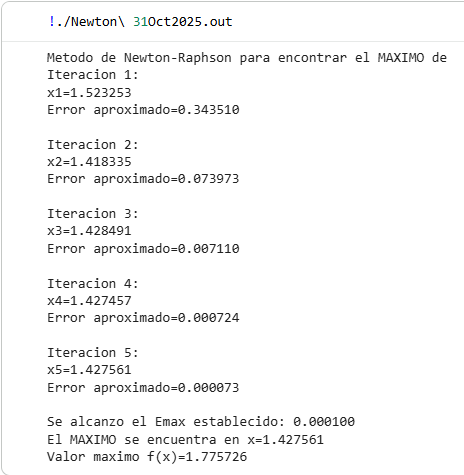 !./Newton\ 31Oct2025.out
Metodo de Newton-Raphson para encontrar el MAXIMO de
Iteracion 1:
x1=1.523253
Error aproximado=0.343510
Iteracion 2:
x2=1.418335
Error aproximado=0.073973
Iteracion 3:
x3=1.428491
Error aproximado=0.007110
Iteracion 4:
x4=1.427457
Error aproximado=0.000724
Iteracion 5:
x5=1.427561
Error aproximado=0.000073
Se alcanzo el Emax establecido: 0.000100
El MAXIMO se encuentra en x=1.427561
Valor maximo f(x)=1.775726